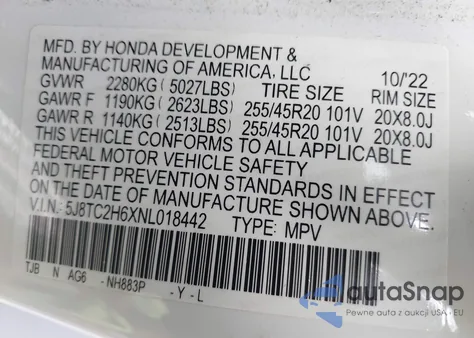 MFD. BY HONDA DEVELOPMENT &
MANUFACTURING OF AMERICA, LLC 10/'22
GVWR 2280KG(5027LBS) TIRE SIZE RIM SIZE
GAWR F 1190KG(2623LBS) 255/45R20 101V 20X8.0J
GAWR R 1140KG(2513LBS) 255/45R20 101V 20X8.0J
THIS VEHICLE CONFORMS TO ALL APPLICABLE
FEDERAL MOTOR VEHICLE SAFETY
AND THEFT PREVENTION STANDARDS IN EFFECT
ON THE DATE OF MANUFACTURE SHOWN ABOVE.
V.I.N.: 5J8TC2H6XNL018442 TYPE: MPV
TJB N AG6 -NH883P -Y-L
autoSnap
Pewne auta z aukcji USA - EU